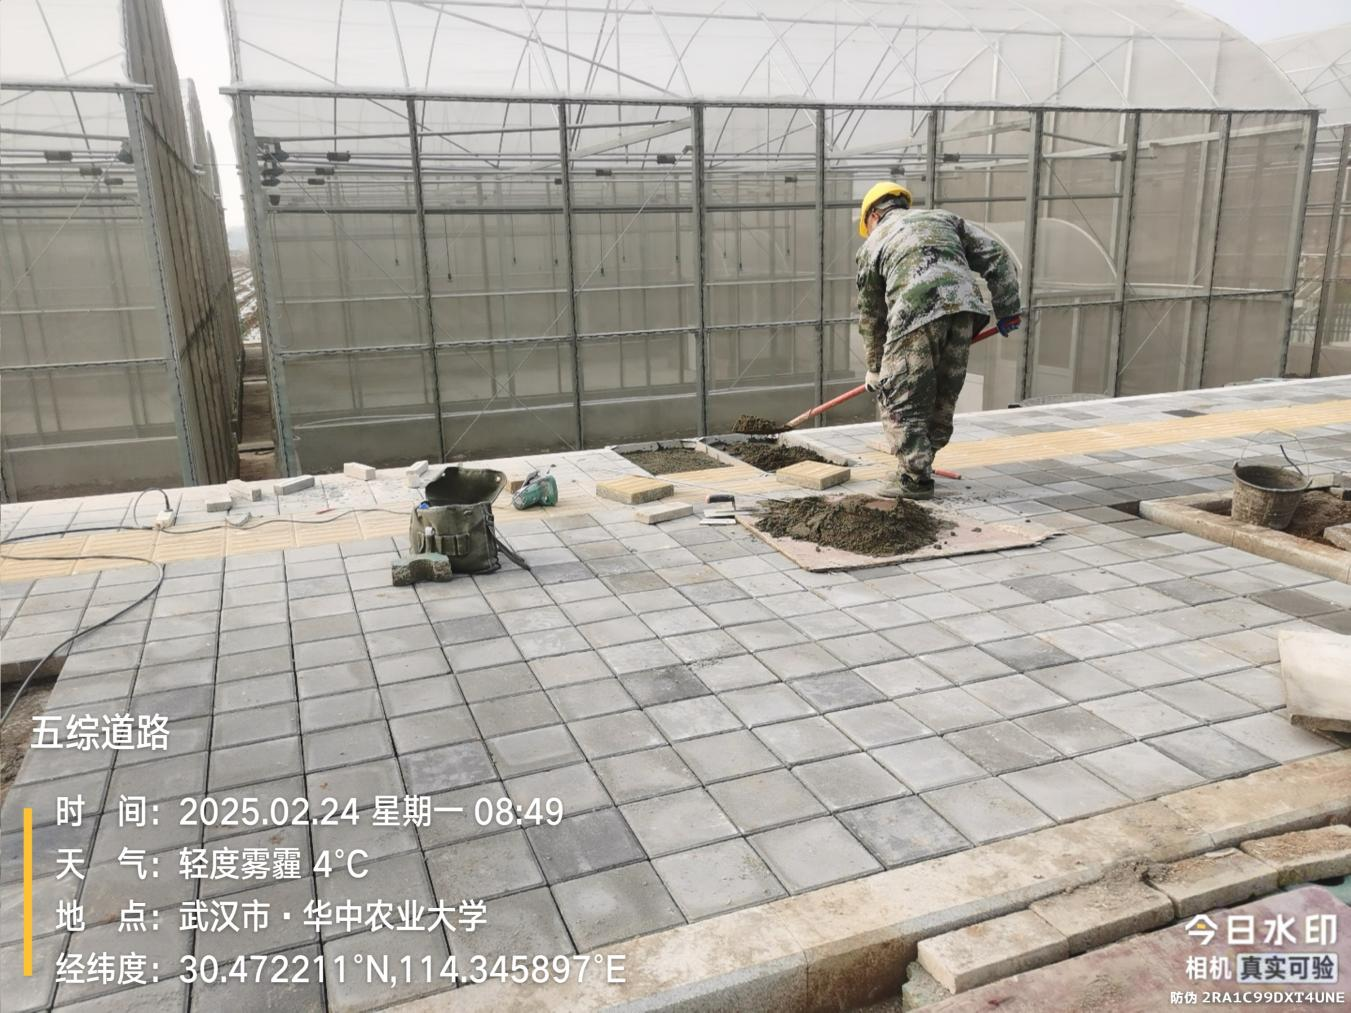 五综道路
时 间：2025.02.24 星期一 08:49
天 气：轻度雾霾 4°C
地 点：武汉市·华中农业大学
经纬度：30.472211°N,114.345897°E
今日水印
相机 真实可验
防伪 2RA1C99DXT4UNE